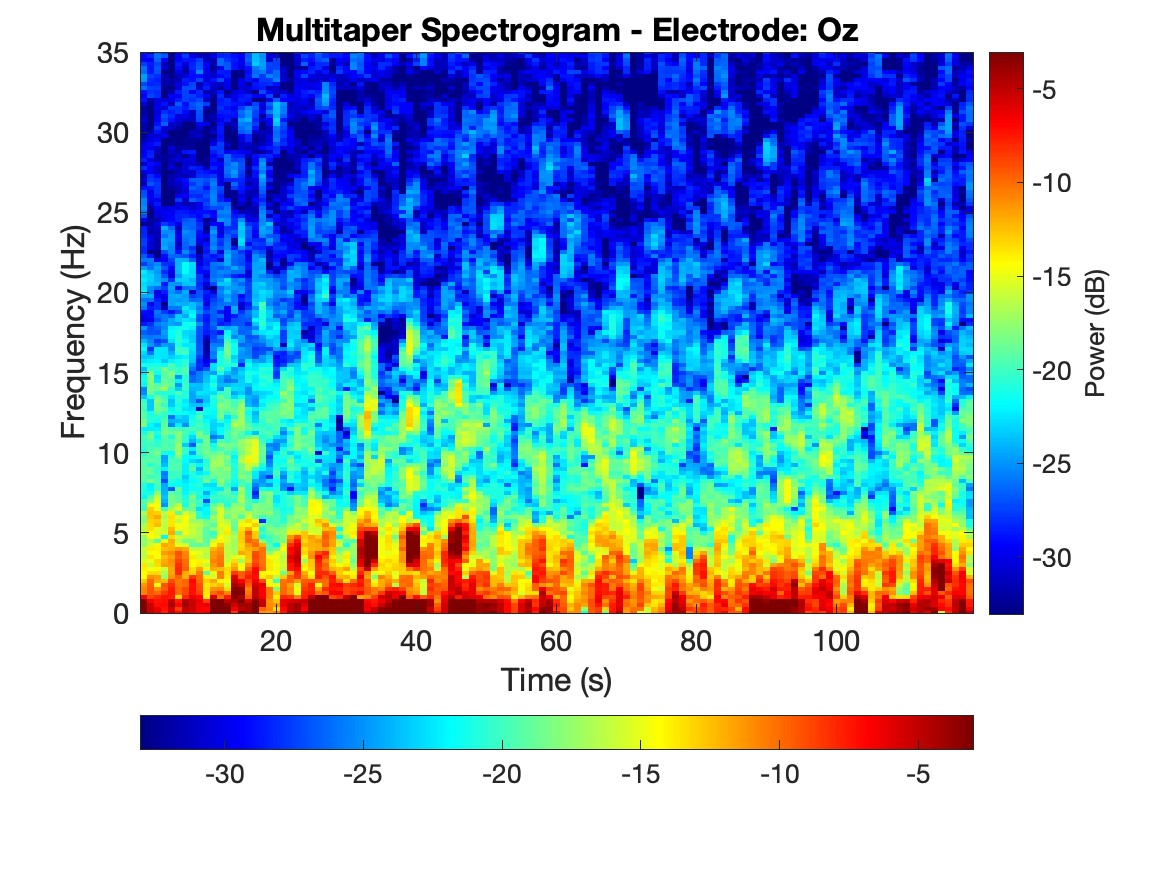 Multitaper Spectrogram - Electrode: Oz
35
30
25
20
15
10
5
0
Frequency (Hz)
20 40 60 80 100
Time (s)
-5
-10
-15
-20
-25
-30
Power (dB)
-30 -25 -20 -15 -10 -5